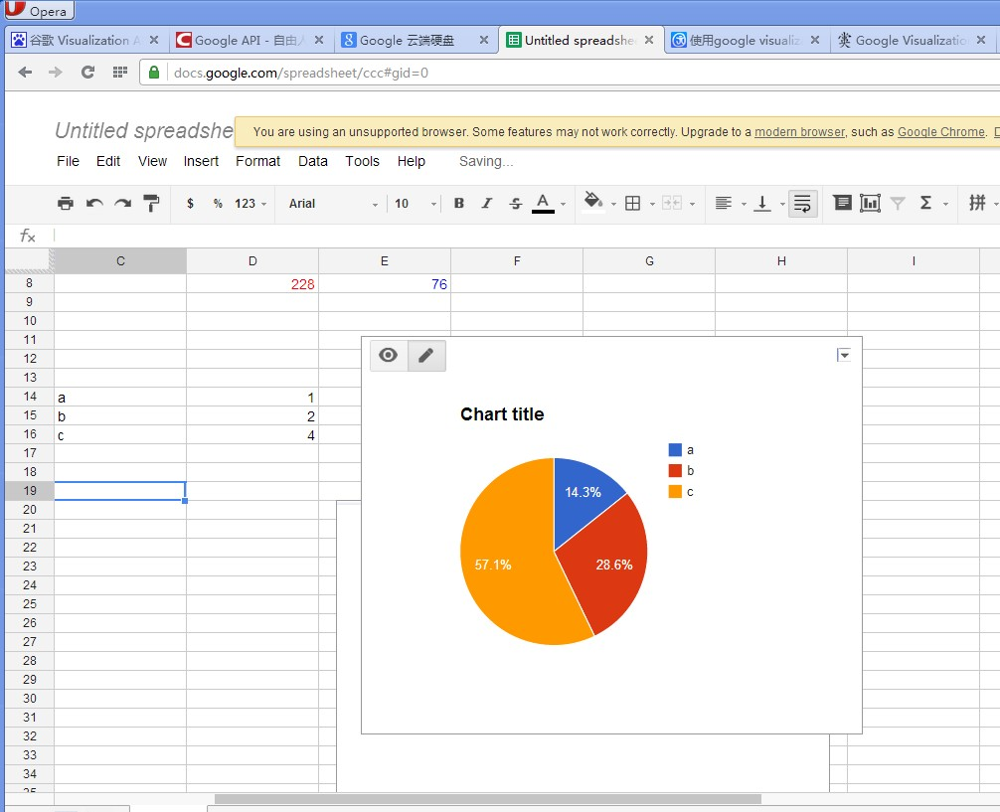 Opera
谷歌 Visualization A Google API - 自由 Google 云端硬盘 Untitled spreadshe 使用google visualiz Google Visualizatio
docs.google.com/spreadsheet/ccc#gid=0
Untitled spreadshe You are using an unsupported browser. Some features may not work correctly. Upgrade to a modern browser, such as Google Chrome.
File Edit View Insert Format Data Tools Help Saving...
$ % 123 Arial 10 B I S A Σ 拼
fx
C D E F G H I
8 228 76
9
10
11
12
13
14 a 1
15 b 2
16 c 4
17
18
19
20
21
22
23
24
25
26
27
28
29
30
31
32
33
34
35
Chart title
a
b
c
14.3%
57.1% 28.6%